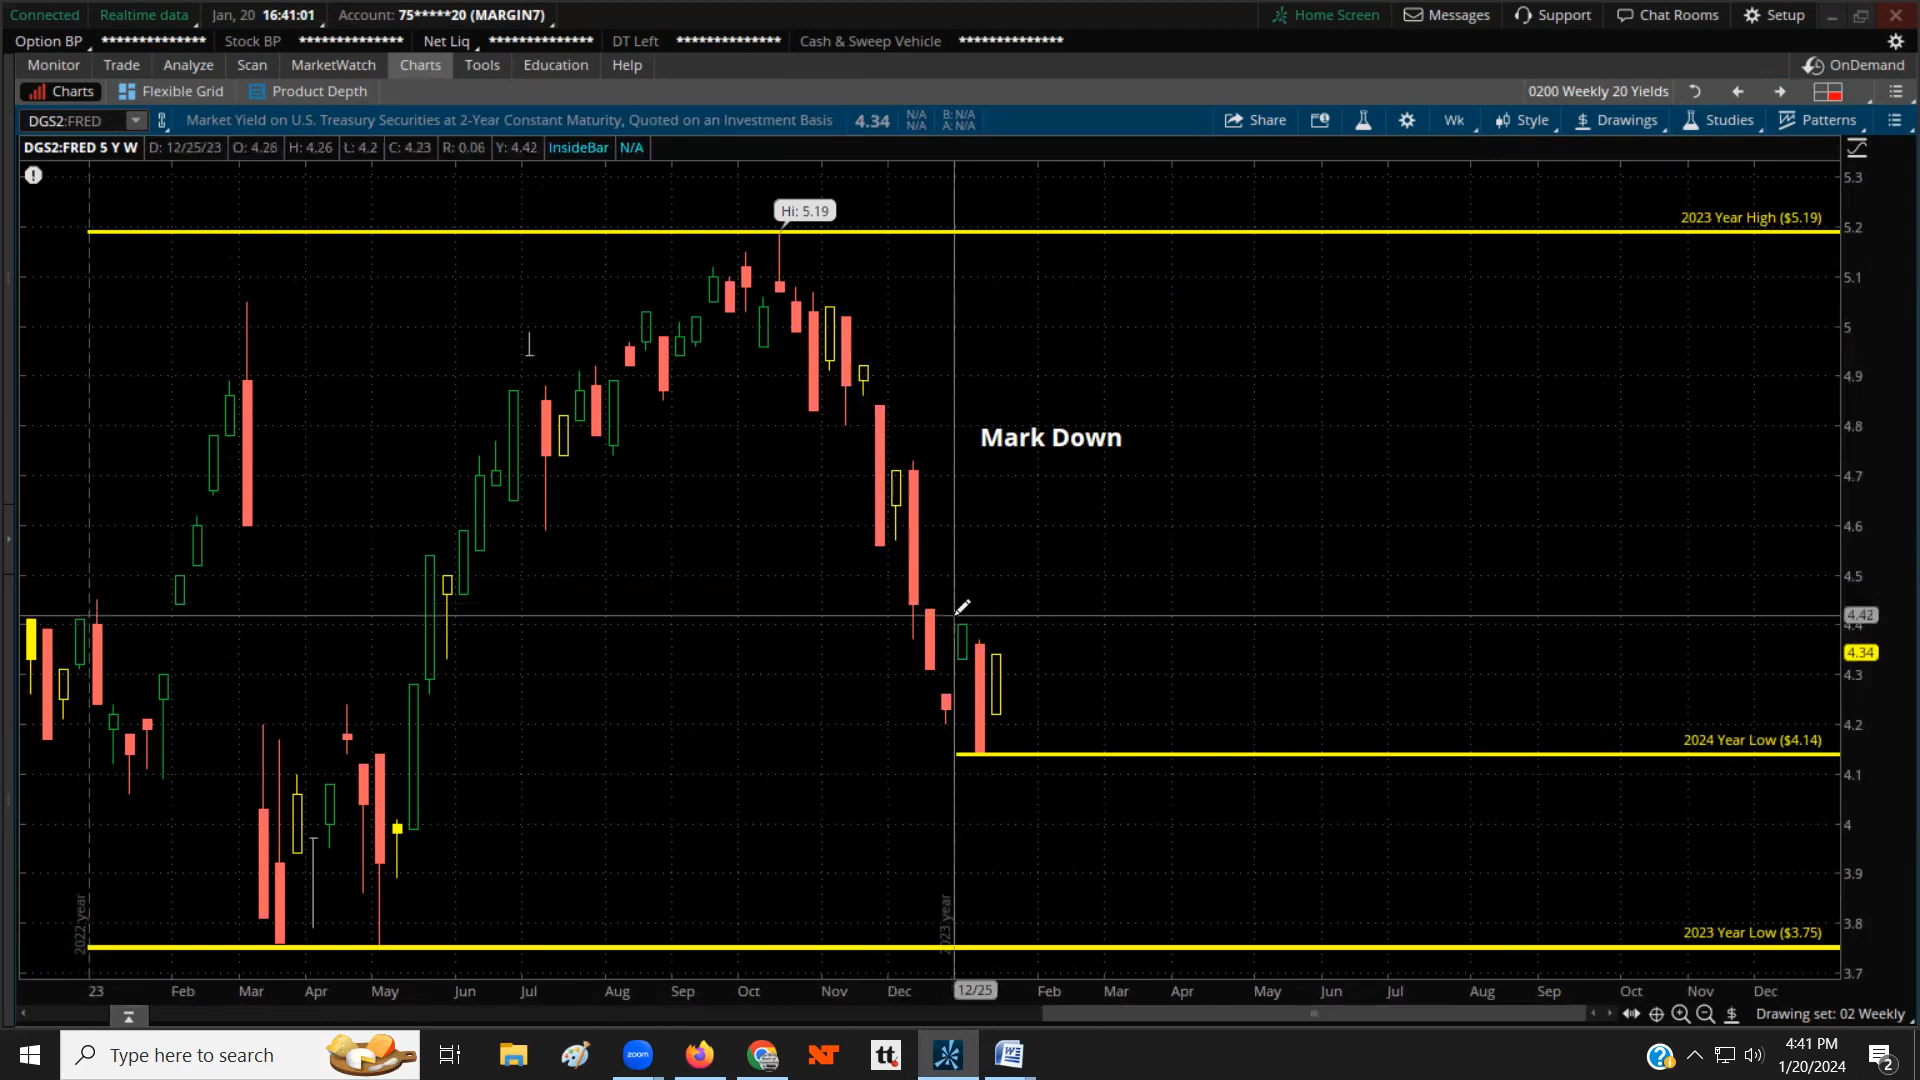 Connected Realtime data Jan, 20 16:41:01 Account: 75*****20 (MARGIN7) Home Screen Messages Support Chat Rooms Setup
Option BP ************** Stock BP ************** Net Liq ************** DT Left ************** Cash & Sweep Vehicle **************
Monitor Trade Analyze Scan MarketWatch Charts Tools Education Help OnDemand
Charts Flexible Grid Product Depth 0200 Weekly 20 Yields
DGS2:FRED Market Yield on U.S. Treasury Securities at 2-Year Constant Maturity, Quoted on an Investment Basis 4.34 N/A N/A B: N/A A: N/A Share Wk Style Drawings Studies Patterns
DGS2:FRED 5 Y W D: 12/25/23 O: 4.26 H: 4.26 L: 4.2 C: 4.23 R: 0.06 Y: 4.42 InsideBar N/A
5.3
Hi: 5.19
2023 Year High ($5.19)
5.2
5.1
5
4.9
4.8
Mark Down
4.7
4.6
4.5
4.42
4.4
4.34
4.3
4.2
2024 Year Low ($4.14)
4.1
4
3.9
2022 year
2023 year
3.8
2023 Year Low ($3.75)
3.7
23 Feb Mar Apr May Jun Jul Aug Sep Oct Nov Dec 12/25 Feb Mar Apr May Jun Jul Aug Sep Oct Nov Dec
Drawing set: 02 Weekly
Type here to search
zoom
tt
4:41 PM
1/20/2024
2